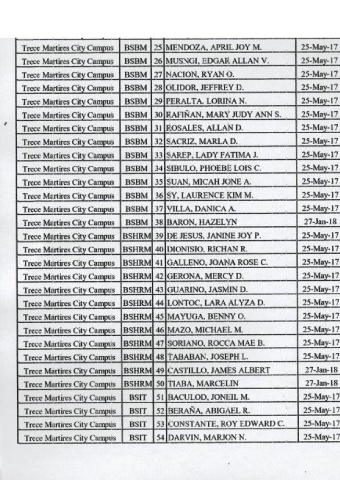 Trece Martires City Campus BSBM 25 MENDOZA, APRIL JOY M. 25-May-17
Trece Martires City Campus BSBM 26 MUSNGI, EDGAR ALLAN V. 25-May-17
Trece Martires City Campus BSBM 27 NACION, RYAN O. 25-May-17
Trece Martires City Campus BSBM 28 OLIDOR, JEFFREY D. 25-May-17
Trece Martires City Campus BSBM 29 PERALTA, LORINA N. 25-May-17
Trece Martires City Campus BSBM 30 RAFIÑAN, MARY JUDY ANN S. 25-May-17
Trece Martires City Campus BSBM 31 ROSALES, ALLAN D. 25-May-17
Trece Martires City Campus BSBM 32 SACRIZ, MARLA D. 25-May-17
Trece Martires City Campus BSBM 33 SAREP, LADY FATIMA J. 25-May-17
Trece Martires City Campus BSBM 34 SIBULO, PHOEBE LOIS C. 25-May-17
Trece Martires City Campus BSBM 35 SUAN, MICAH JONE A. 25-May-17
Trece Martires City Campus BSBM 36 SY, LAURENCE KIM M. 25-May-17
Trece Martires City Campus BSBM 37 VILLA, DANICA A. 25-May-17
Trece Martires City Campus BSBM 38 BARON, HAZELYN 27-Jan-18
Trece Martires City Campus BSHRM 39 DE JESUS, JANINE JOY P. 25-May-17
Trece Martires City Campus BSHRM 40 DIONISIO, RICHAN R. 25-May-17
Trece Martires City Campus BSHRM 41 GALLENO, JOANA ROSE C. 25-May-17
Trece Martires City Campus BSHRM 42 GERONA, MERCY D. 25-May-17
Trece Martires City Campus BSHRM 43 GUARINO, JASMIN D. 25-May-17
Trece Martires City Campus BSHRM 44 LONTOC, LARA ALYZA D. 25-May-17
Trece Martires City Campus BSHRM 45 MAYUGA, BENNY O. 25-May-17
Trece Martires City Campus BSHRM 46 MAZO, MICHAEL M. 25-May-17
Trece Martires City Campus BSHRM 47 SORIANO, ROCCA MAE B. 25-May-17
Trece Martires City Campus BSHRM 48 TABABAN, JOSEPH L. 25-May-17
Trece Martires City Campus BSHRM 49 CASTILLO, JAMES ALBERT 27-Jan-18
Trece Martires City Campus BSHRM 50 TIABA, MARCELIN 27-Jan-18
Trece Martires City Campus BSIT 51 BACULOD, JONEIL M. 25-May-17
Trece Martires City Campus BSIT 52 BERAÑA, ABIGAEL R. 25-May-17
Trece Martires City Campus BSIT 53 CONSTANTE, ROY EDWARD C. 25-May-17
Trece Martires City Campus BSIT 54 DARVIN, MARJON N. 25-May-17